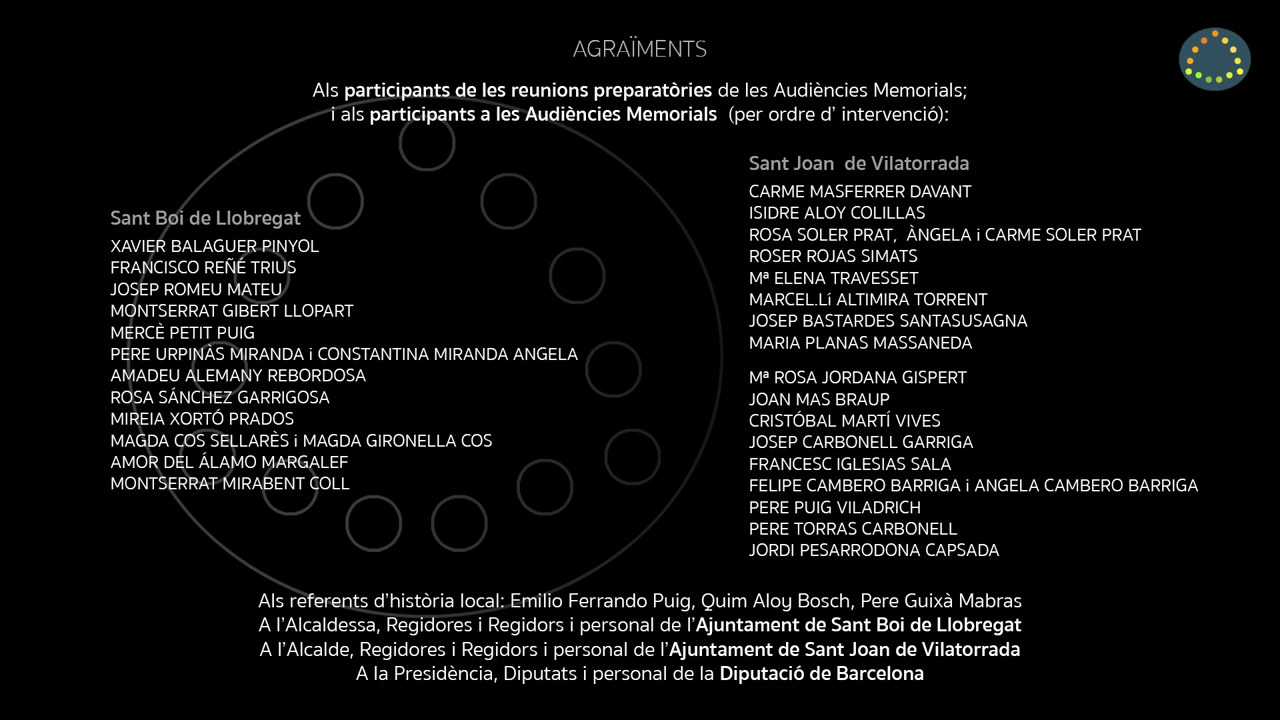 AGRAÏMENTS
Als participants de les reunions preparatòries de les Audiències Memorials;
i als participants a les Audiències Memorials (per ordre d’ intervenció):
Sant Boi de Llobregat
XAVIER BALAGUER PINYOL
FRANCISCO REÑÉ TRIUS
JOSEP ROMEU MATEU
MONTSERRAT GIBERT LLOPART
MERCÈ PETIT PUIG
PERE URPINÀS MIRANDA i CONSTANTINA MIRANDA ANGELA
AMADEU ALEMANY REBORDOSA
ROSA SÁNCHEZ GARRIGOSA
MIREIA XORTÓ PRADOS
MAGDA COS SELLARÈS i MAGDA GIRONELLA COS
AMOR DEL ÁLAMO MARGALEF
MONTSERRAT MIRABENT COLL
Sant Joan de Vilatorrada
CARME MASFERRER DAVANT
ISIDRE ALOY COLILLAS
ROSA SOLER PRAT, ÀNGELA i CARME SOLER PRAT
ROSER ROJAS SIMATS
Mª ELENA TRAVESSET
MARCEL.Lí ALTIMIRA TORRENT
JOSEP BASTARDES SANTASUSAGNA
MARIA PLANAS MASSANEDA
Mª ROSA JORDANA GISPERT
JOAN MAS BRAUP
CRISTÓBAL MARTÍ VIVES
JOSEP CARBONELL GARRIGA
FRANCESC IGLESIAS SALA
FELIPE CAMBERO BARRIGA i ANGELA CAMBERO BARRIGA
PERE PUIG VILADRICH
PERE TORRAS CARBONELL
JORDI PESARRODONA CAPSADA
Als referents d’història local: Emilio Ferrando Puig, Quim Aloy Bosch, Pere Guixà Mabras
A l’Alcaldessa, Regidores i Regidors i personal de l’Ajuntament de Sant Boi de Llobregat
A l’Alcalde, Regidores i Regidors i personal de l’Ajuntament de Sant Joan de Vilatorrada
A la Presidència, Diputats i personal de la Diputació de Barcelona